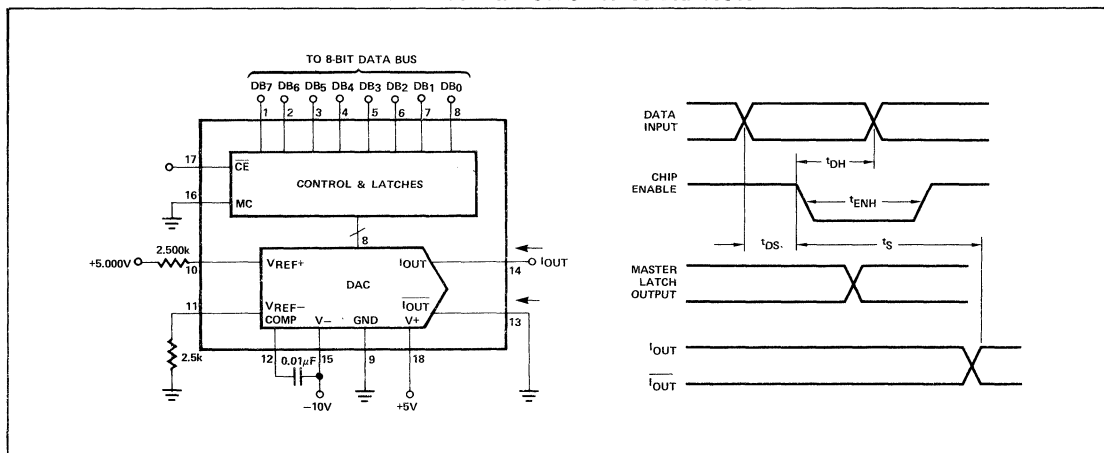 TO 8-BIT DATA BUS
DB7 DB6 DB5 DB4 DB3 DB2 DB1 DB0
1 2 3 4 5 6 7 8
17
CE
CONTROL & LATCHES
16
MC
8
2.500k
+5.000V
10
VREF+
IOUT
14
IOUT
DAC
11
VREF−
IOUT
13
COMP V− GND V+
12 0.01µF 15 9 18
2.5k
−10V
+5V
DATA
INPUT
tDH
CHIP
ENABLE
tENH
tDS.
tS
MASTER
LATCH
OUTPUT
IOUT
IOUT